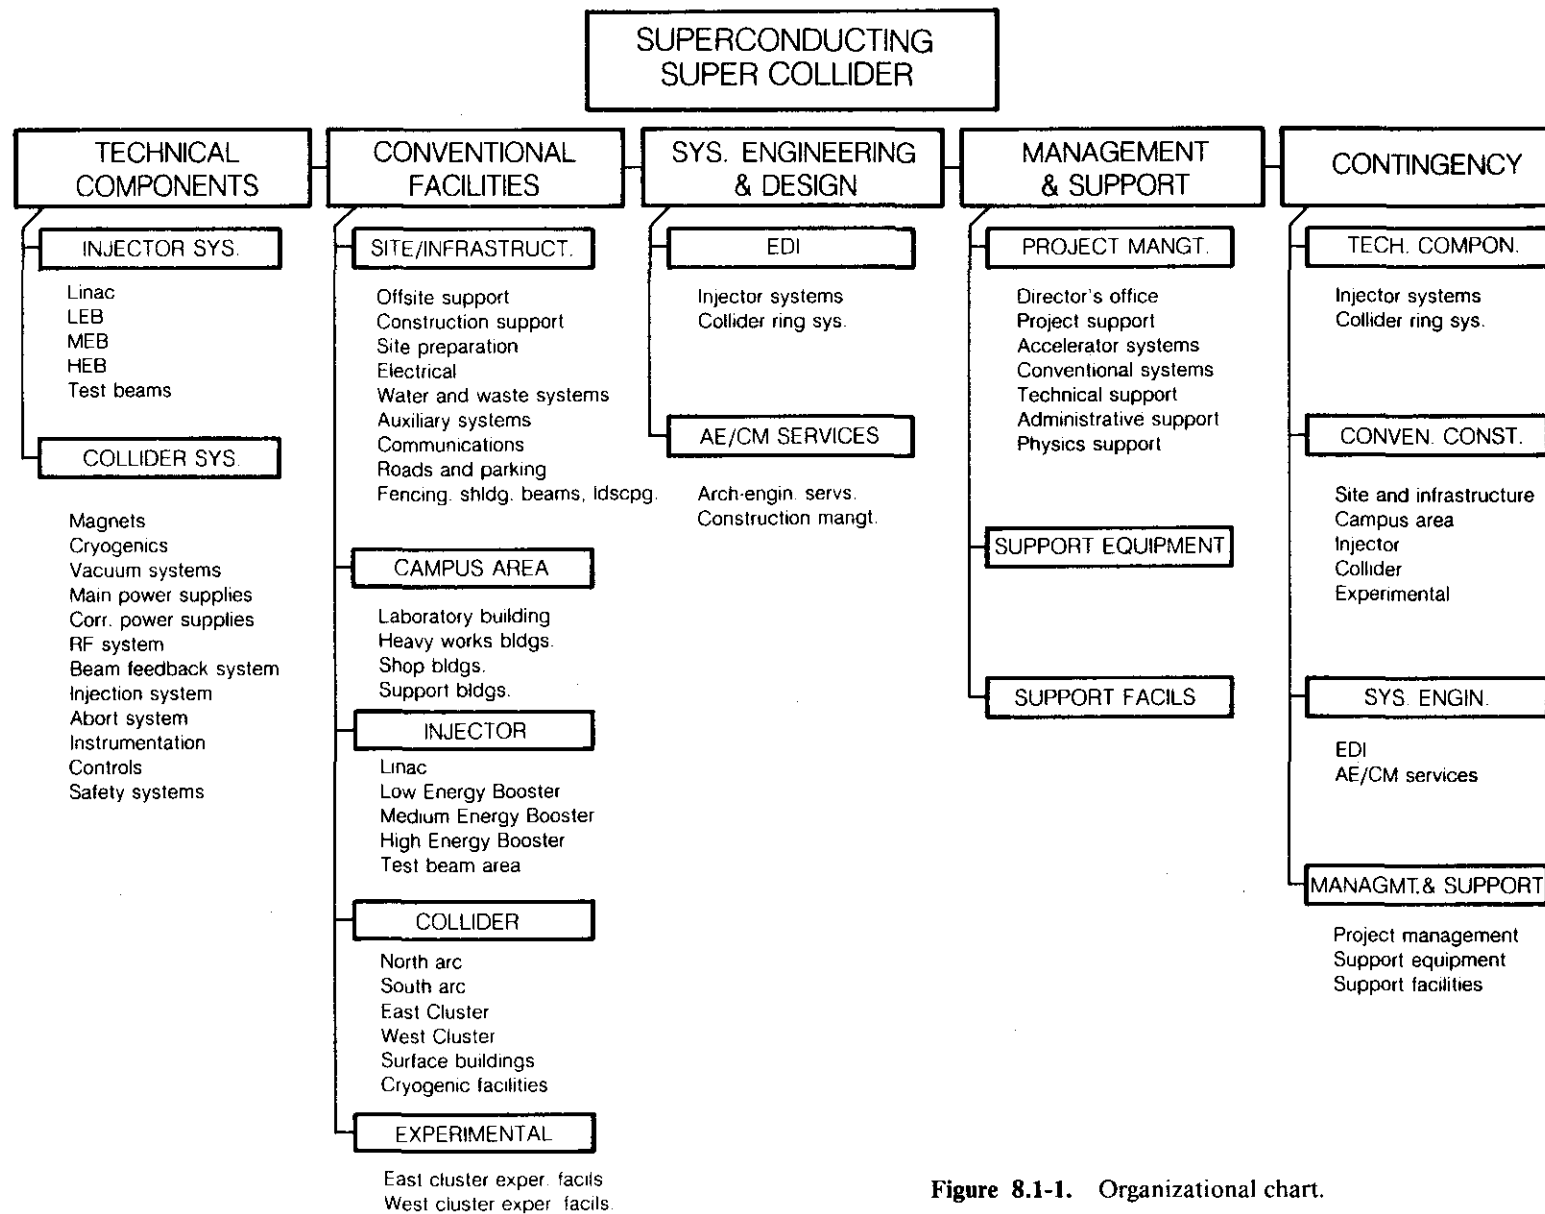 SUPERCONDUCTING
SUPER COLLIDER
TECHNICAL
COMPONENTS
INJECTOR SYS.
Linac
LEB
MEB
HEB
Test beams
COLLIDER SYS.
Magnets
Cryogenics
Vacuum systems
Main power supplies
Corr. power supplies
RF system
Beam feedback system
Injection system
Abort system
Instrumentation
Controls
Safety systems
CONVENTIONAL
FACILITIES
SITE/INFRASTRUCT.
Offsite support
Construction support
Site preparation
Electrical
Water and waste systems
Auxiliary systems
Communications
Roads and parking
Fencing. shldg. beams, ldscpg.
CAMPUS AREA
Laboratory building
Heavy works bldgs.
Shop bldgs.
Support bldgs.
INJECTOR
Linac
Low Energy Booster
Medium Energy Booster
High Energy Booster
Test beam area
COLLIDER
North arc
South arc
East Cluster
West Cluster
Surface buildings
Cryogenic facilities
EXPERIMENTAL
East cluster exper. facils
West cluster exper. facils.
SYS. ENGINEERING
& DESIGN
EDI
Injector systems
Collider ring sys.
AE/CM SERVICES
Arch-engin. servs.
Construction mangt.
MANAGEMENT
& SUPPORT
PROJECT MANGT.
Director's office
Project support
Accelerator systems
Conventional systems
Technical support
Administrative support
Physics support
SUPPORT EQUIPMENT
SUPPORT FACILS
CONTINGENCY
TECH. COMPON.
Injector systems
Collider ring sys.
CONVEN. CONST.
Site and infrastructure
Campus area
Injector
Collider
Experimental
SYS. ENGIN.
EDI
AE/CM services
MANAGMT.& SUPPORT
Project management
Support equipment
Support facilities
Figure 8.1-1. Organizational chart.